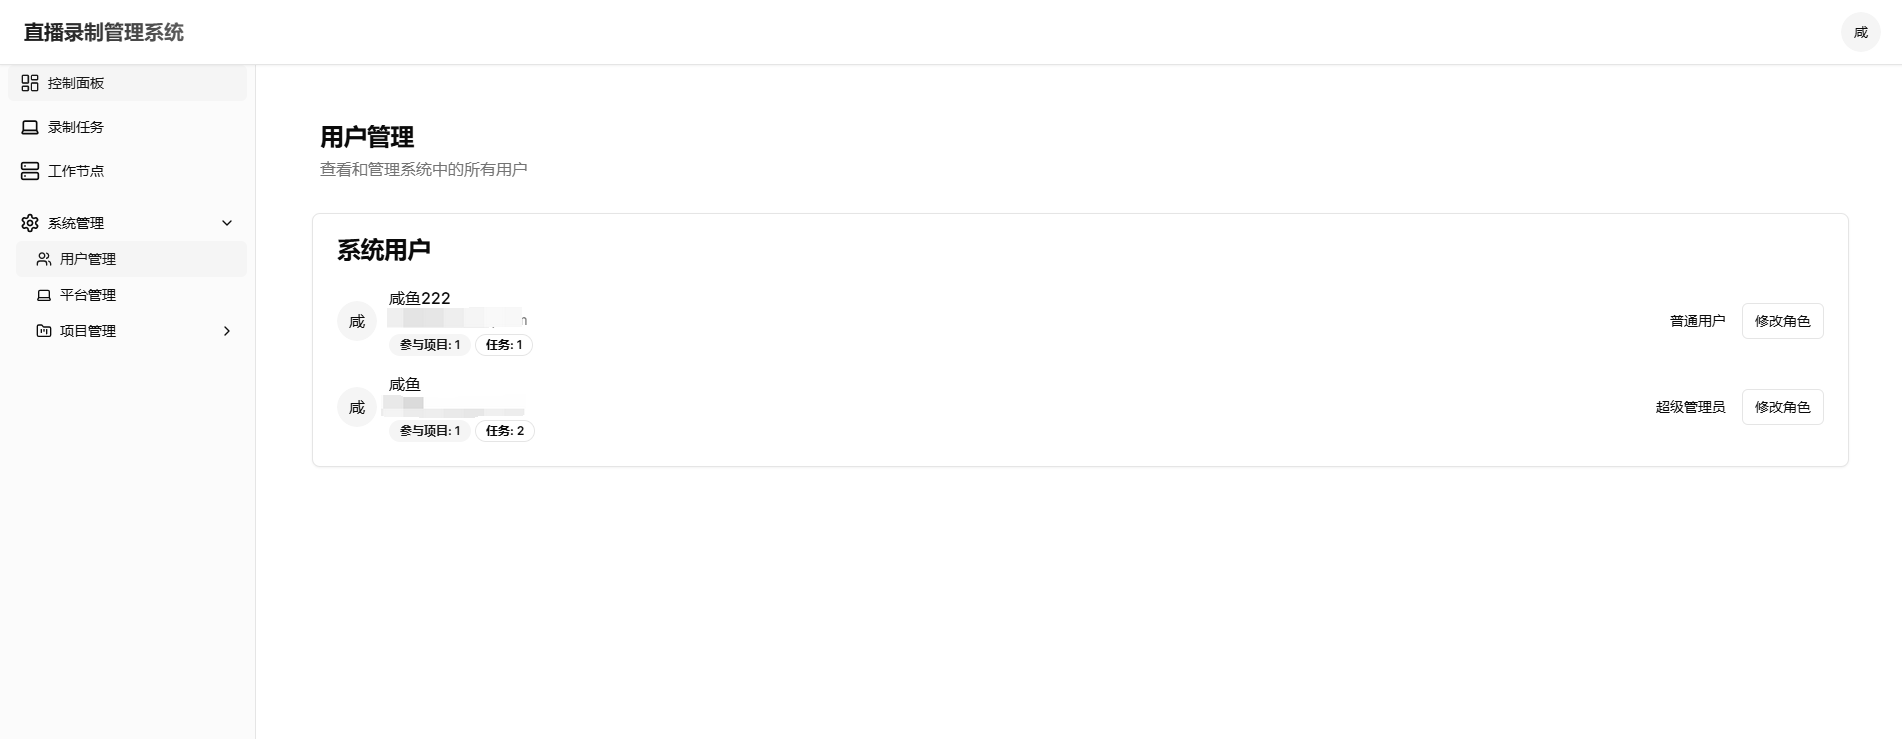 直播录制管理系统
咸
控制面板
录制任务
工作节点
系统管理
用户管理
平台管理
项目管理
用户管理
查看和管理系统中的所有用户
系统用户
咸
咸鱼222
参与项目: 1
任务: 1
普通用户
修改角色
咸
咸鱼
参与项目: 1
任务: 2
超级管理员
修改角色